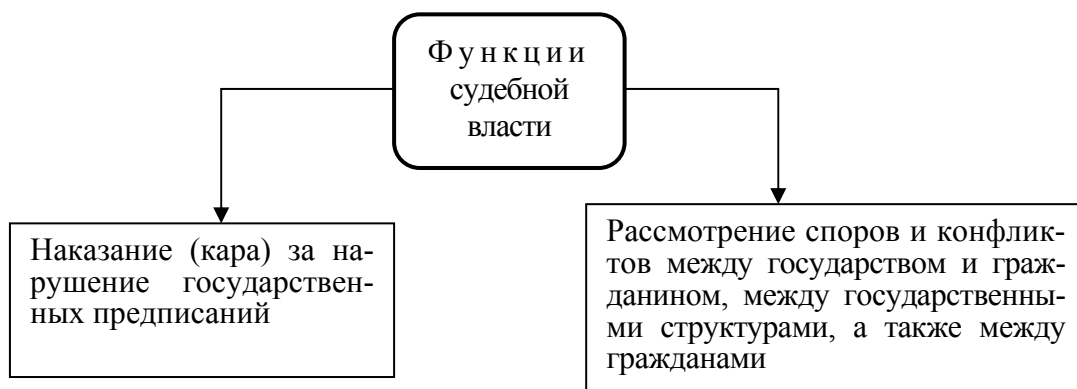 Функции
судебной
власти
Наказание (кара) за на-
рушение государствен-
ных предписаний
Рассмотрение споров и конфлик-
тов между государством и граж-
данином, между государственны-
ми структурами, а также между
гражданами